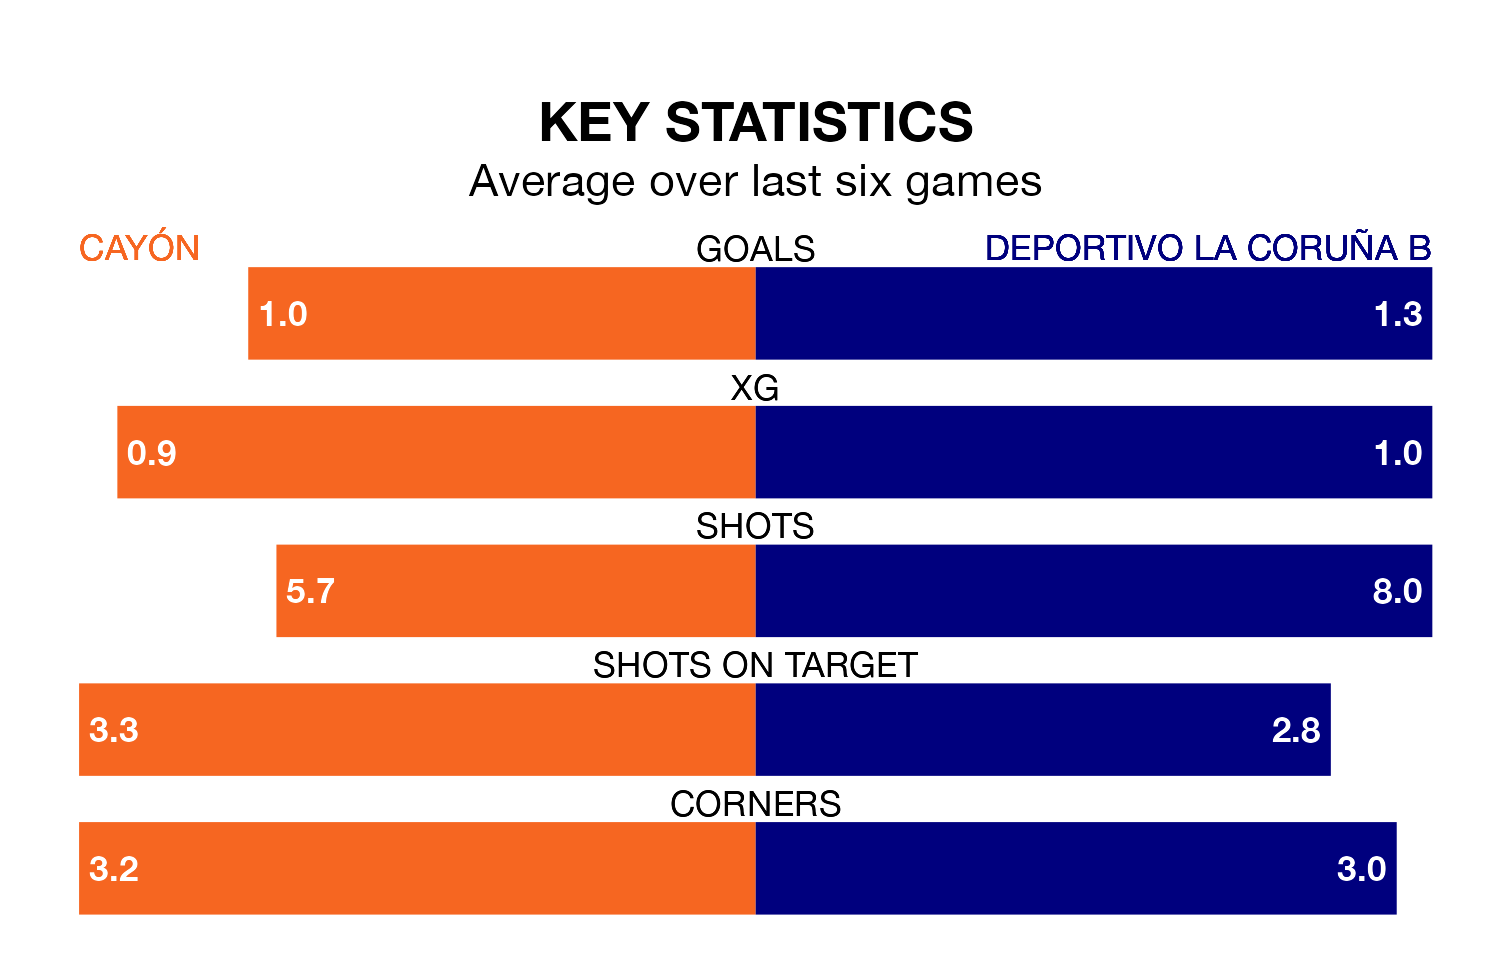 KEY STATISTICS
Average over last six games
CAYÓN GOALS DEPORTIVO LA CORUÑA B
1.0 1.3
XG
0.9 1.0
SHOTS
5.7 8.0
SHOTS ON TARGET
3.3 2.8
CORNERS
3.2 3.0